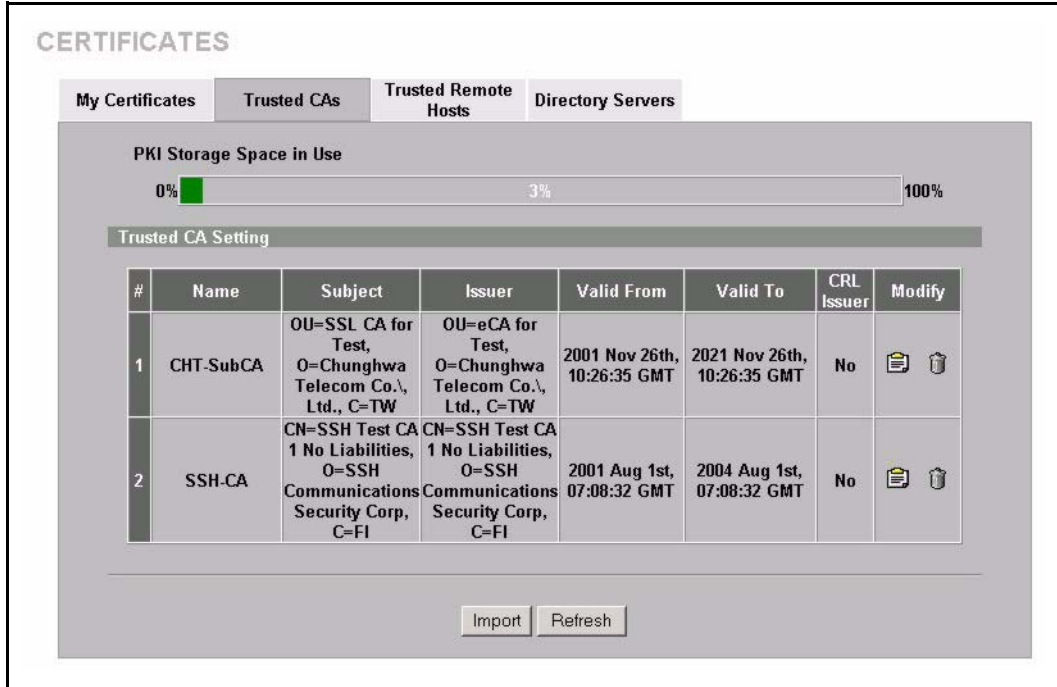 CERTIFICATES
My Certificates
Trusted CAs
Trusted Remote
Hosts
Directory Servers
PKI Storage Space in Use
0%
3%
100%
Trusted CA Setting
#
Name
Subject
Issuer
Valid From
Valid To
CRL
Issuer
Modify
1
CHT-SubCA
OU=SSL CA for
Test,
O=Chunghwa
Telecom Co.\,
Ltd., C=TW
OU=eCA for
Test,
O=Chunghwa
Telecom Co.\,
Ltd., C=TW
2001 Nov 26th,
10:26:35 GMT
2021 Nov 26th,
10:26:35 GMT
No
2
SSH-CA
CN=SSH Test CA
1 No Liabilities,
O=SSH
Communications
Security Corp,
C=FI
CN=SSH Test CA
1 No Liabilities,
O=SSH
Communications
Security Corp,
C=FI
2001 Aug 1st,
07:08:32 GMT
2004 Aug 1st,
07:08:32 GMT
No
Import
Refresh